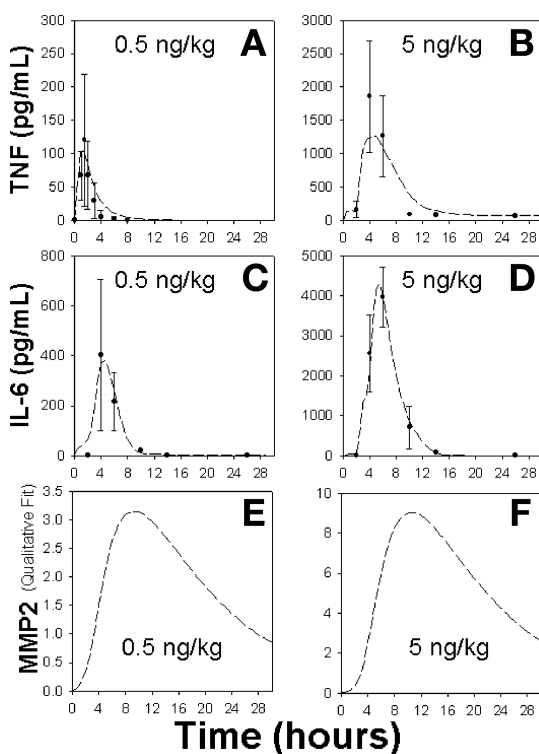 0.5 ng/kg A
300
250
200
150
100
50
0
0 4 8 12 16 20 24 28
TNF (pg/mL)
5 ng/kg B
3000
2500
2000
1500
1000
500
0
0 4 8 12 16 20 24 28
0.5 ng/kg C
800
600
400
200
0
0 4 8 12 16 20 24 28
IL-6 (pg/mL)
5 ng/kg D
5000
4000
3000
2000
1000
0
0 4 8 12 16 20 24 28
E
3.5
3.0
2.5
2.0
1.5
1.0
0.5
0.0
0 4 8 12 16 20 24 28
MMP2 (Qualitative Fit)
0.5 ng/kg
F
10
8
6
4
2
0
0 4 8 12 16 20 24 28
5 ng/kg
Time (hours)